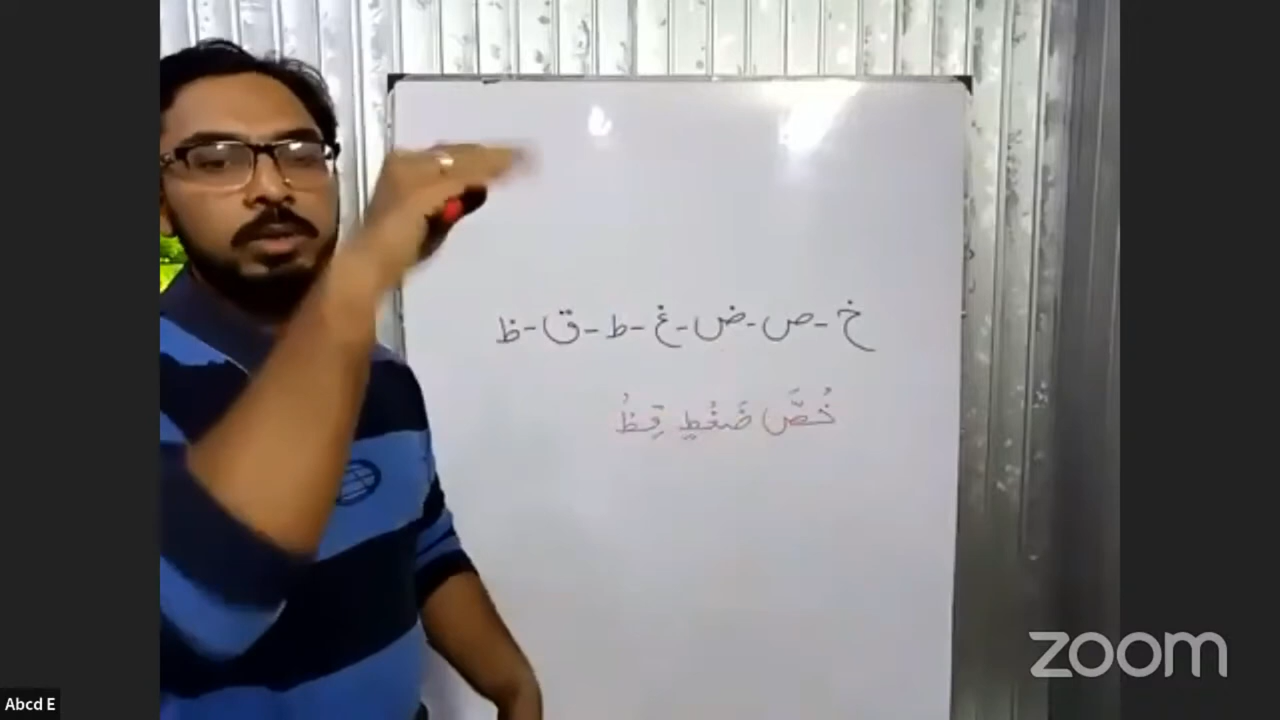 خ - ص - ض - غ - ط - ق - ظ
خُصَّ ضَغْطٍ قِظْ
zoom
Abcd E